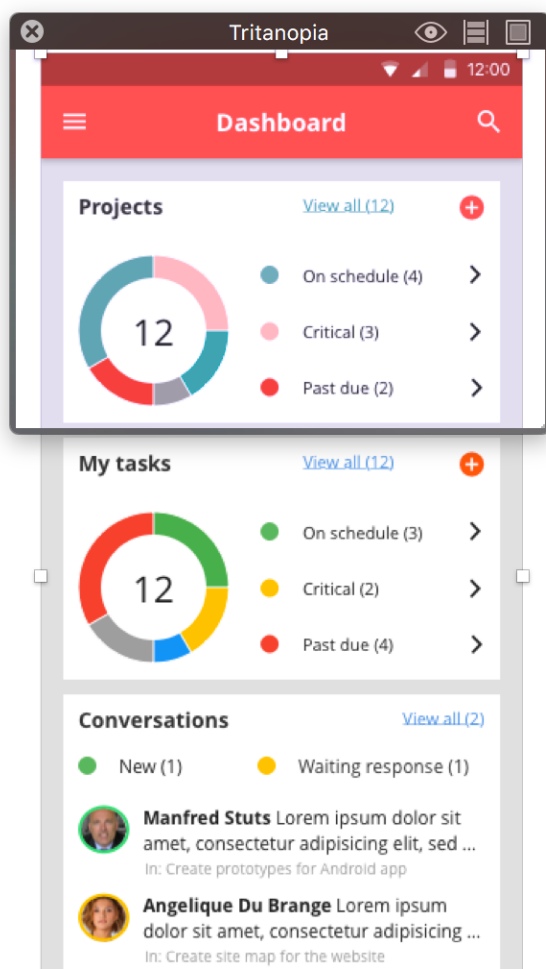 Tritanopia
12:00
Dashboard
Projects View all (12)
12
On schedule (4)
Critical (3)
Past due (2)
My tasks View all (12)
12
On schedule (3)
Critical (2)
Past due (4)
Conversations View all (2)
New (1) Waiting response (1)
Manfred Stuts Lorem ipsum dolor sit
amet, consectetur adipisicing elit, sed ...
In: Create prototypes for Android app
Angelique Du Brange Lorem ipsum
dolor sit amet, consectetur adipisicing ...
In: Create site map for the website